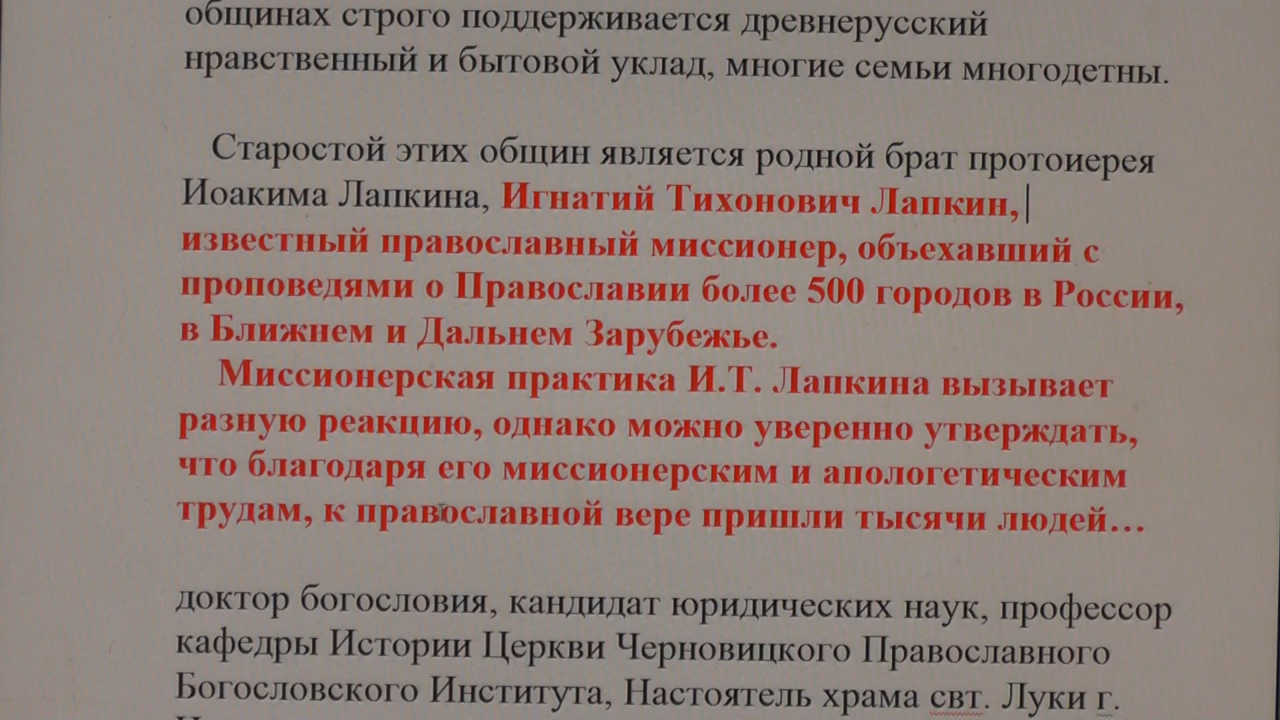 общинах строго поддерживается древнерусский
нравственный и бытовой уклад, многие семьи многодетны.
Старостой этих общин является родной брат протоиерея
Иоакима Лапкина, Игнатий Тихонович Лапкин,
известный православный миссионер, объехавший с
проповедями о Православии более 500 городов в России,
в Ближнем и Дальнем Зарубежье.
Миссионерская практика И.Т. Лапкина вызывает
разную реакцию, однако можно уверенно утверждать,
что благодаря его миссионерским и апологетическим
трудам, к православной вере пришли тысячи людей…
доктор богословия, кандидат юридических наук, профессор
кафедры Истории Церкви Черновицкого Православного
Богословского Института, Настоятель храма свт. Луки г.